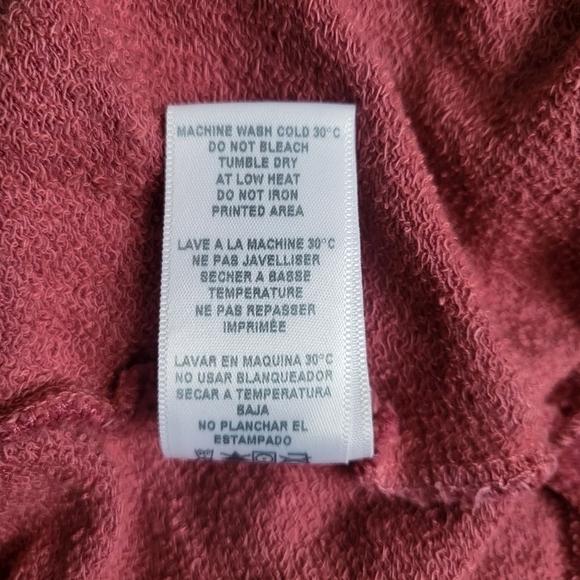 MACHINE WASH COLD 30°C
DO NOT BLEACH
TUMBLE DRY
AT LOW HEAT
DO NOT IRON
PRINTED AREA
LAVE A LA MACHINE 30°C
NE PAS JAVELLISER
SECHER A BASSE
TEMPERATURE
NE PAS REPASSER
IMPRIMÉE
LAVAR EN MAQUINA 30°C
NO USAR BLANQUEADOR
SECAR A TEMPERATURA
BAJA
NO PLANCHAR EL
ESTAMPADO